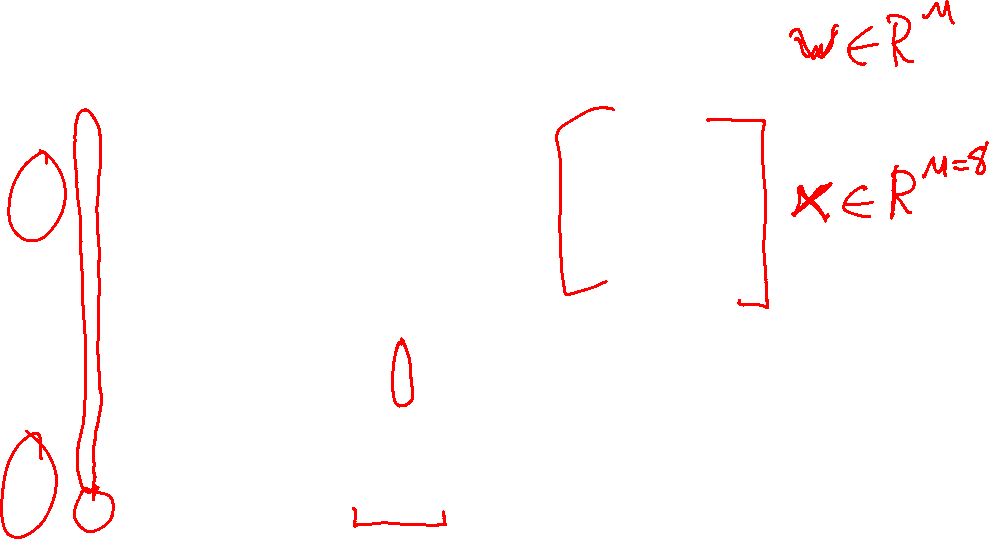 w ∈ R^M
x ∈ R^{M=8}